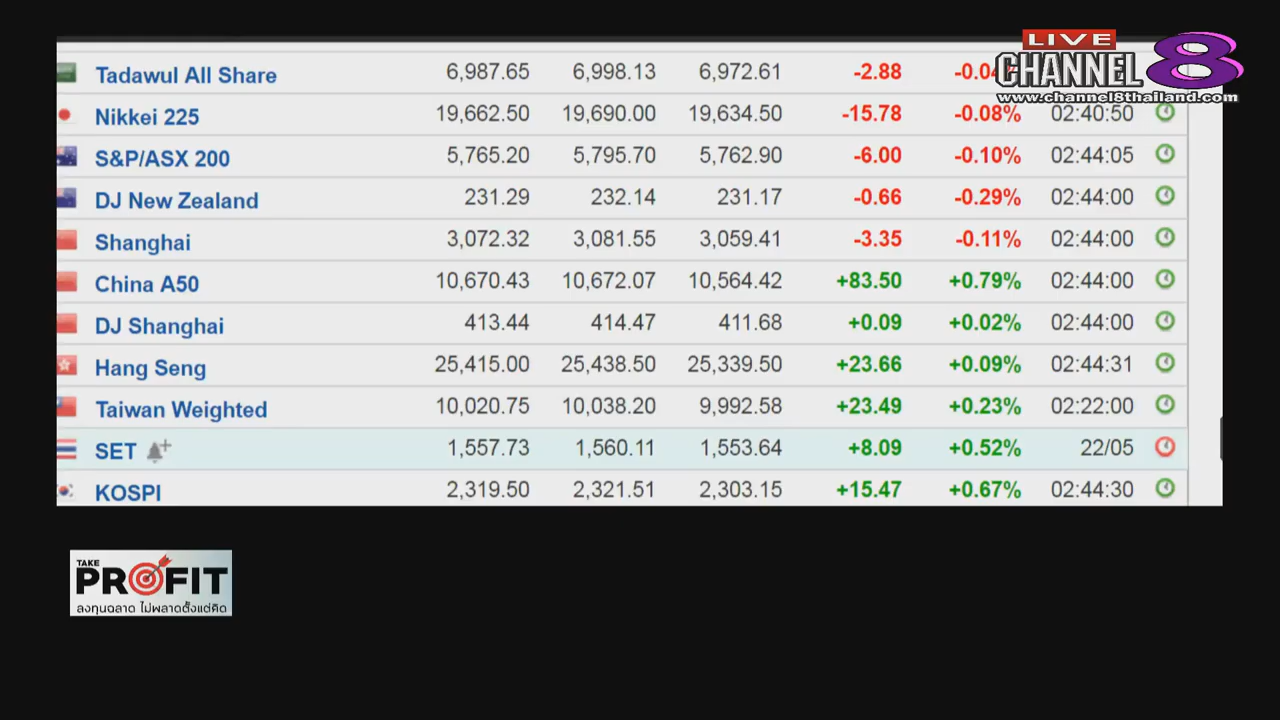 LIVE
CHANNEL 8
www.channel8thailand.com
Tadawul All Share 6,987.65 6,998.13 6,972.61 -2.88
Nikkei 225 19,662.50 19,690.00 19,634.50 -15.78 -0.08% 02:40:50
S&P/ASX 200 5,765.20 5,795.70 5,762.90 -6.00 -0.10% 02:44:05
DJ New Zealand 231.29 232.14 231.17 -0.66 -0.29% 02:44:00
Shanghai 3,072.32 3,081.55 3,059.41 -3.35 -0.11% 02:44:00
China A50 10,670.43 10,672.07 10,564.42 +83.50 +0.79% 02:44:00
DJ Shanghai 413.44 414.47 411.68 +0.09 +0.02% 02:44:00
Hang Seng 25,415.00 25,438.50 25,339.50 +23.66 +0.09% 02:44:31
Taiwan Weighted 10,020.75 10,038.20 9,992.58 +23.49 +0.23% 02:22:00
SET 1,557.73 1,560.11 1,553.64 +8.09 +0.52% 22/05
KOSPI 2,319.50 2,321.51 2,303.15 +15.47 +0.67% 02:44:30
TAKE
PROFIT
ลงทุนฉลาด ไม่พลาดตั้งแต่คิด